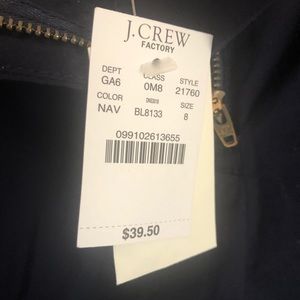 J.CREW
FACTORY
DEPT CLASS STYLE
GA6 0M8 21760
COLOR SIZE
NAV BL8133 8
099102613655
$39.50